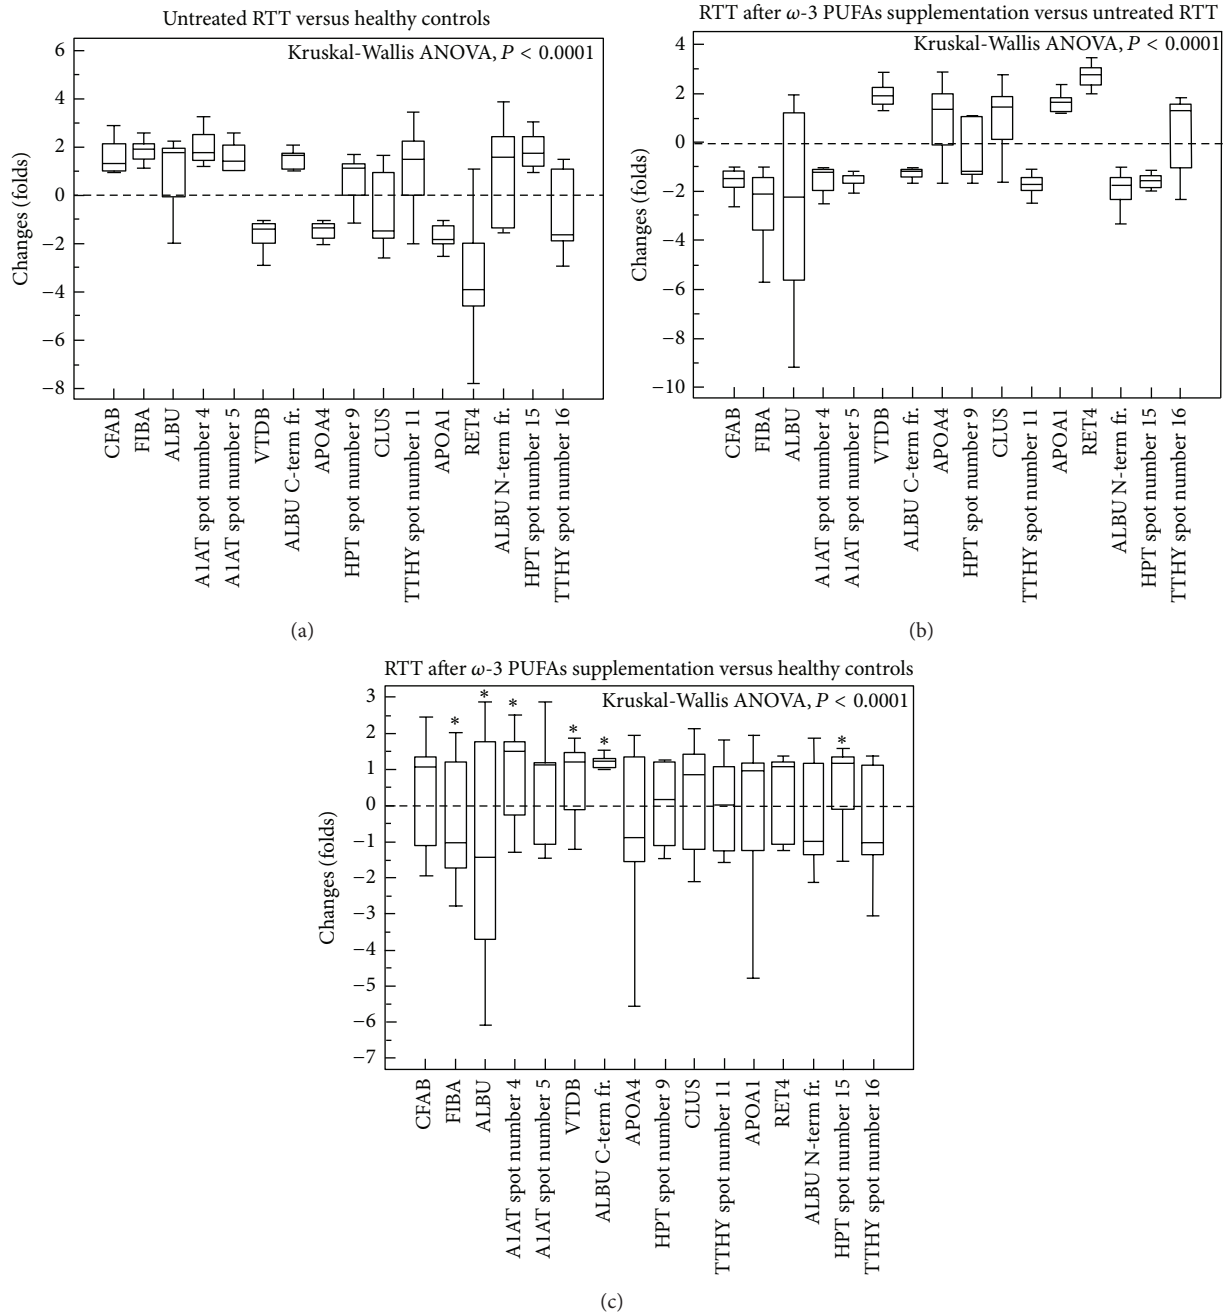 Untreated RTT versus healthy controls
Kruskal-Wallis ANOVA, P < 0.0001
6
4
2
0
−2
−4
−6
−8
Changes (folds)
CFAB
FIBA
ALBU
A1AT spot number 4
A1AT spot number 5
VTDB
ALBU C-term fr.
APOA4
HPT spot number 9
CLUS
TTHY spot number 11
APOA1
RET4
ALBU N-term fr.
HPT spot number 15
TTHY spot number 16
(a)
RTT after ω-3 PUFAs supplementation versus untreated RTT
Kruskal-Wallis ANOVA, P < 0.0001
4
2
0
−2
−4
−6
−8
−10
Changes (folds)
CFAB
FIBA
ALBU
A1AT spot number 4
A1AT spot number 5
VTDB
ALBU C-term fr.
APOA4
HPT spot number 9
CLUS
TTHY spot number 11
APOA1
RET4
ALBU N-term fr.
HPT spot number 15
TTHY spot number 16
(b)
RTT after ω-3 PUFAs supplementation versus healthy controls
Kruskal-Wallis ANOVA, P < 0.0001
3
2
1
0
−1
−2
−3
−4
−5
−6
−7
Changes (folds)
* * * * * *
CFAB
FIBA
ALBU
A1AT spot number 4
A1AT spot number 5
VTDB
ALBU C-term fr.
APOA4
HPT spot number 9
CLUS
TTHY spot number 11
APOA1
RET4
ALBU N-term fr.
HPT spot number 15
TTHY spot number 16
(c)